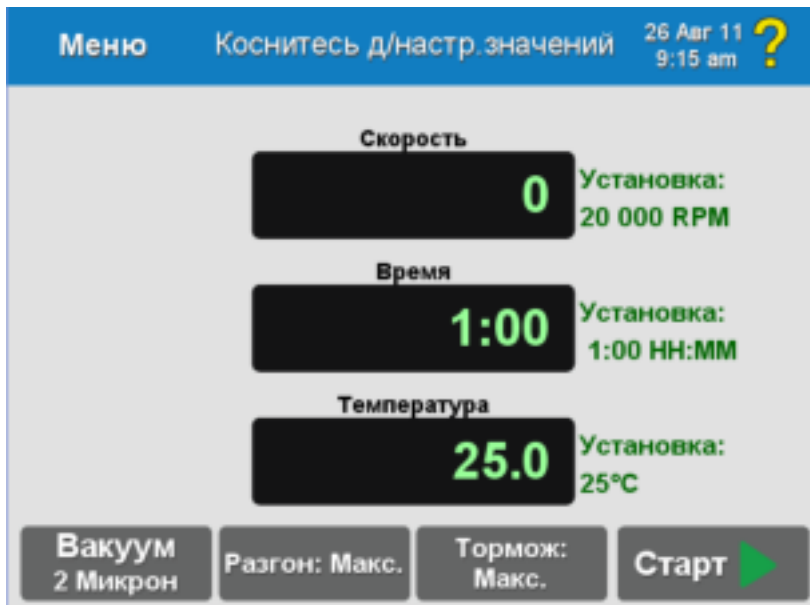 Меню
Коснитесь д/настр.значений
26 Авг 11
9:15 am
?
Скорость
0
Установка:
20 000 RPM
Время
1:00
Установка:
1:00 HH:MM
Температура
25.0
Установка:
25°C
Вакуум
2 Микрон
Разгон: Макс.
Тормож:
Макс.
Старт